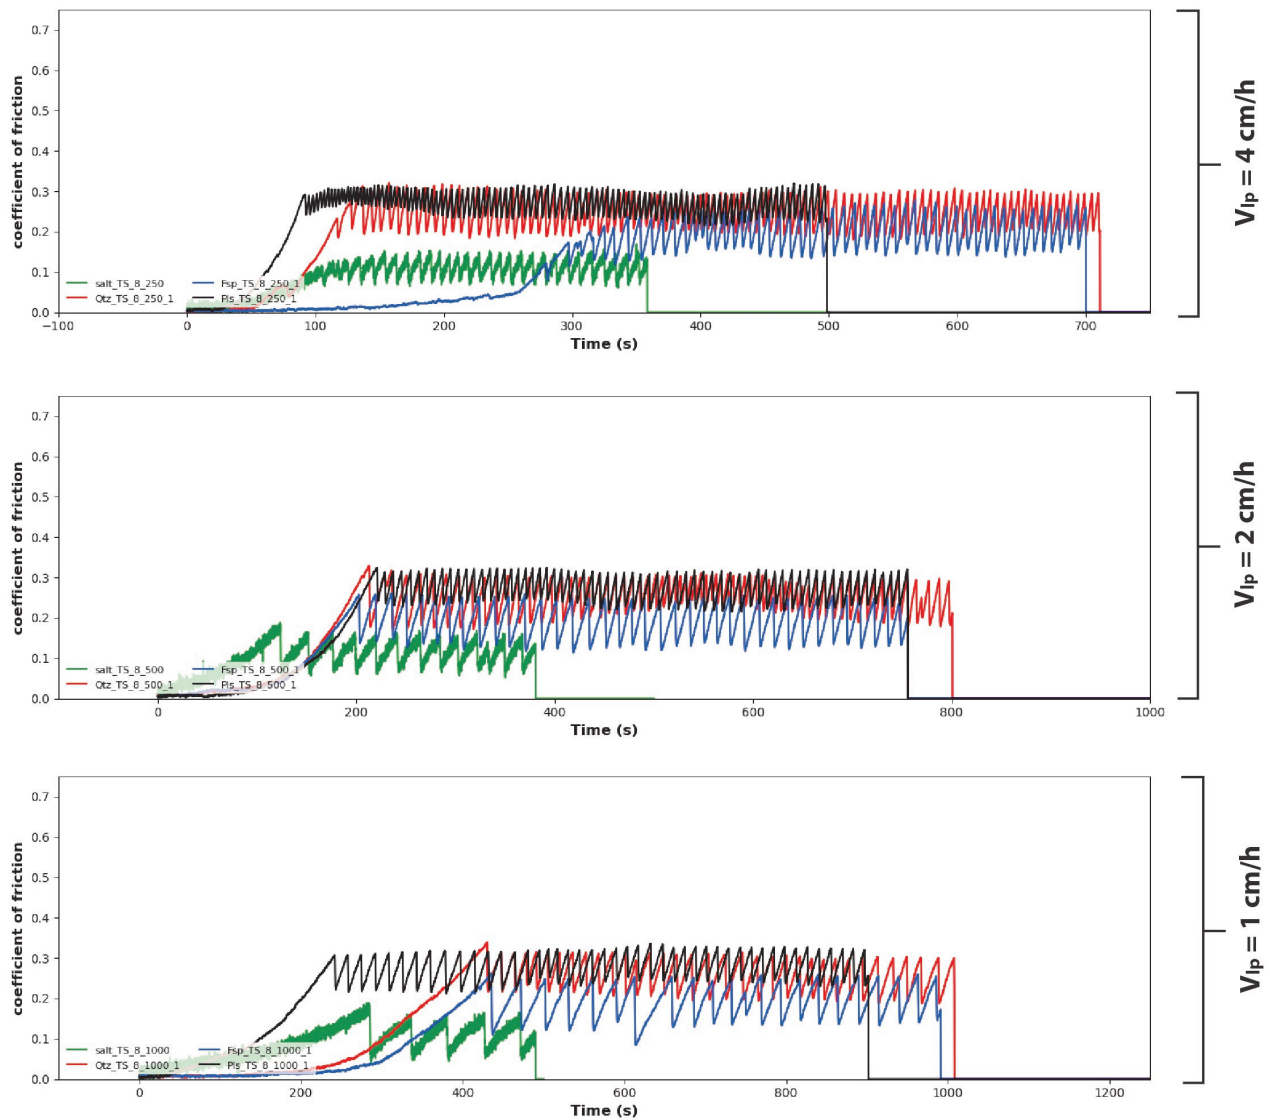 0.7
0.6
0.5
0.4
0.3
0.2
0.1
0.0
coefficient of friction
salt_TS_8_250
Qtz_TS_8_250_1
Fsp_TS_8_250_1
Pls_TS_8_250_1
−100 0 100 200 300 400 500 600 700
Time (s)
Vlp = 4 cm/h
0.7
0.6
0.5
0.4
0.3
0.2
0.1
0.0
coefficient of friction
salt_TS_8_500
Qtz_TS_8_500_1
Fsp_TS_8_500_1
Pls_TS_8_500_1
0 200 400 600 800 1000
Time (s)
Vlp = 2 cm/h
0.7
0.6
0.5
0.4
0.3
0.2
0.1
0.0
coefficient of friction
salt_TS_8_1000
Qtz_TS_8_1000_1
Fsp_TS_8_1000_1
Pls_TS_8_1000_1
0 200 400 600 800 1000 1200
Time (s)
Vlp = 1 cm/h